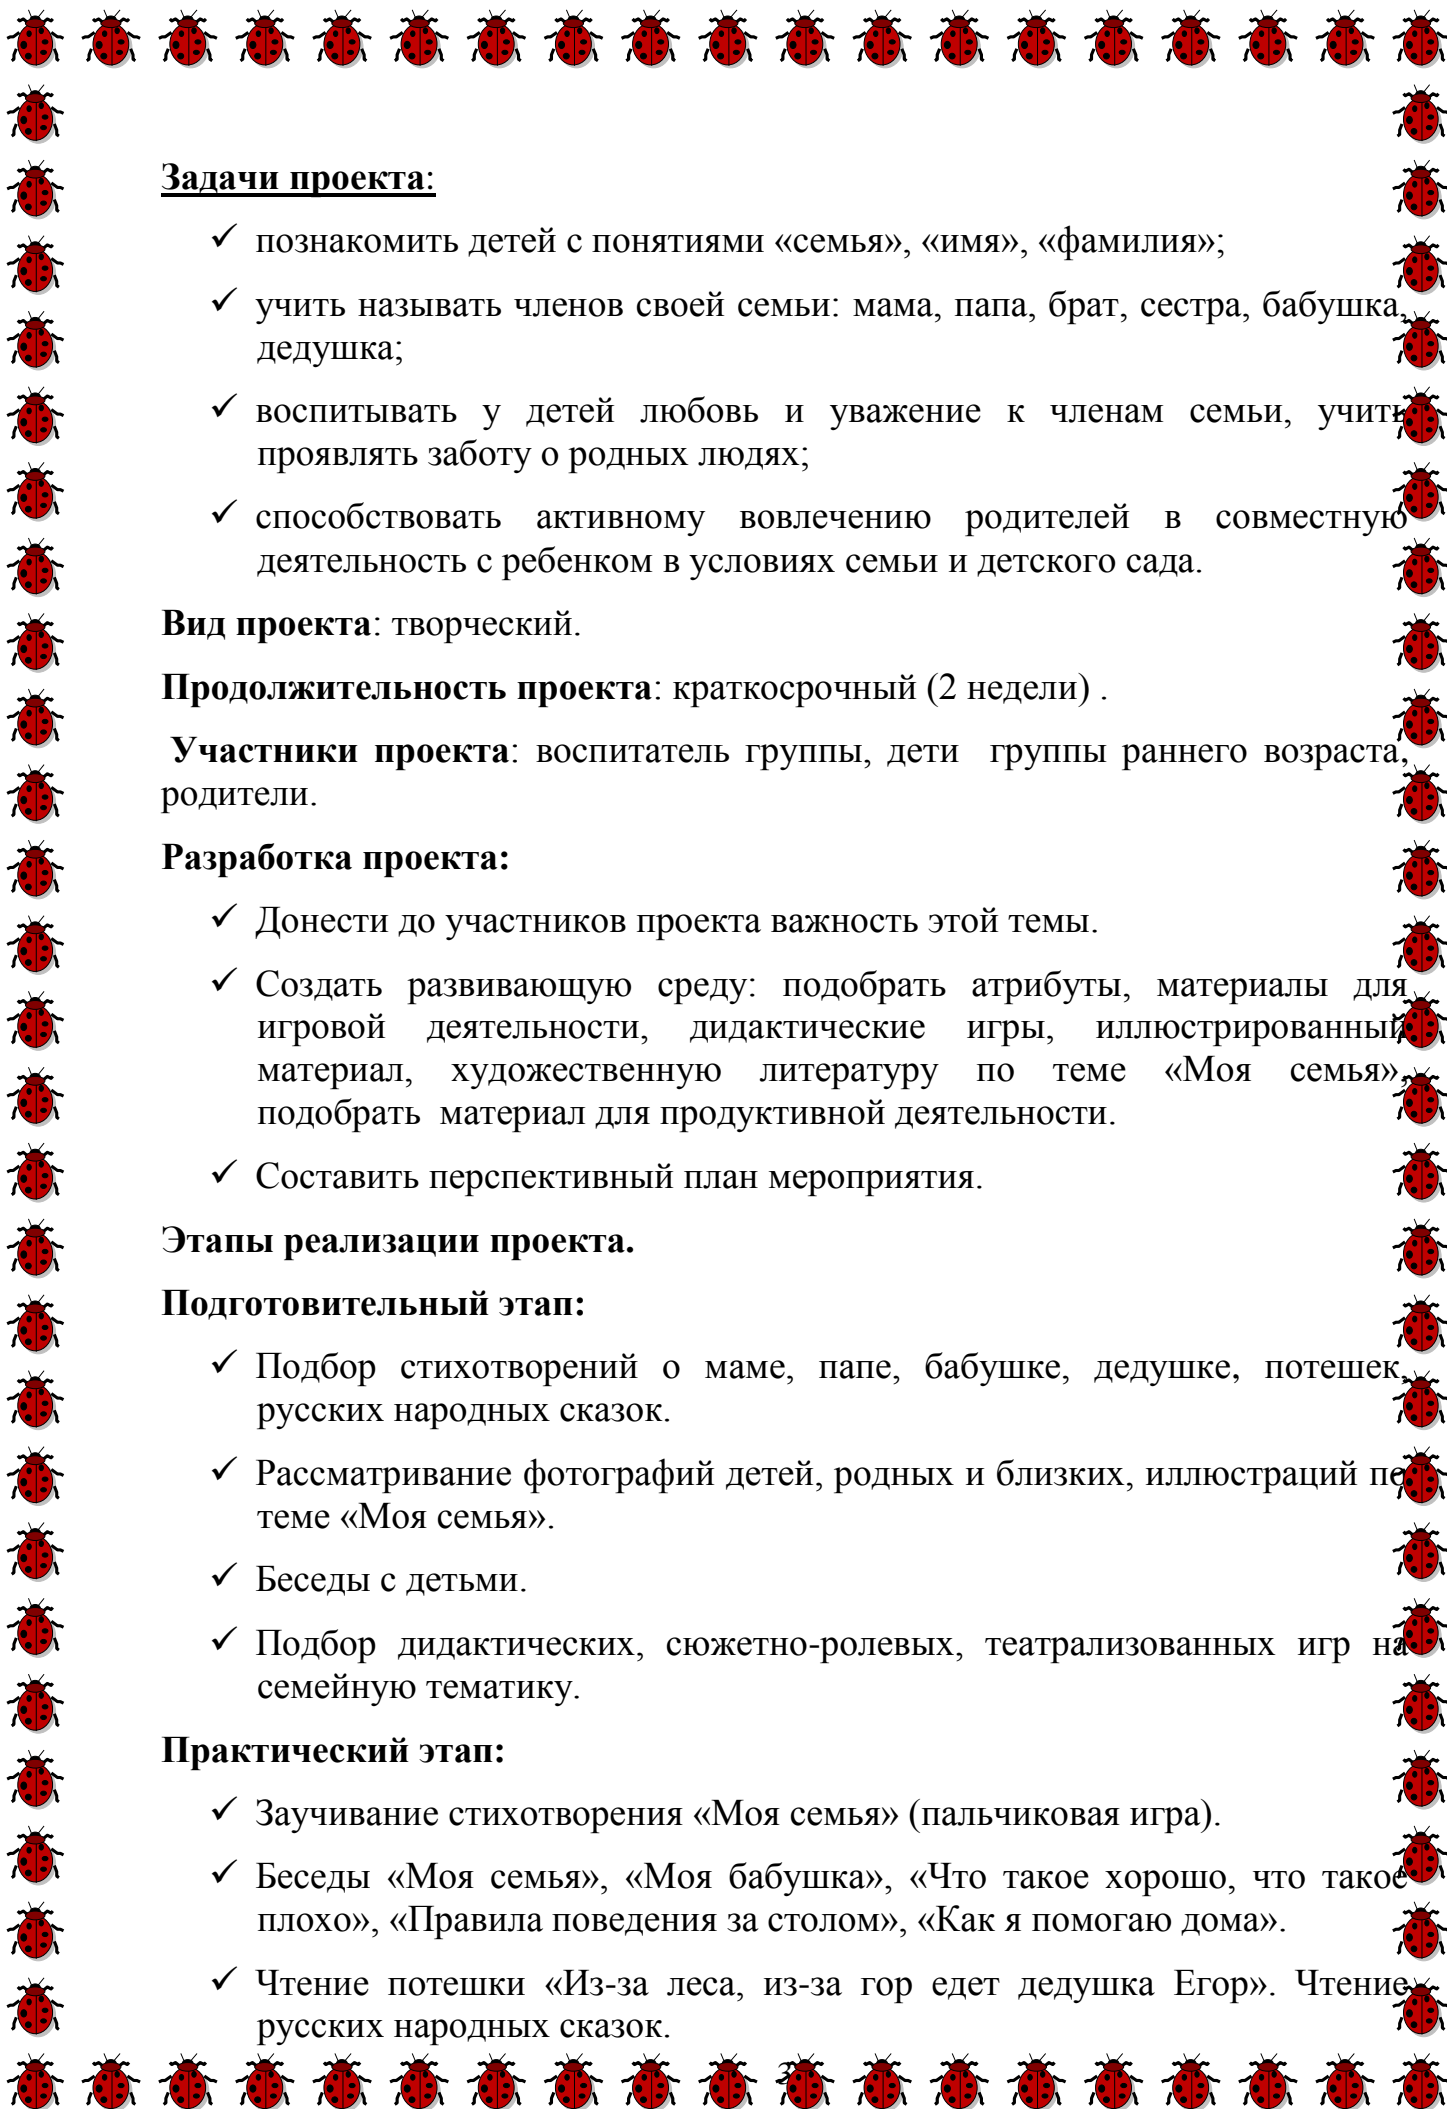 Задачи проекта:
✓ познакомить детей с понятиями «семья», «имя», «фамилия»;
✓ учить называть членов своей семьи: мама, папа, брат, сестра, бабушка,
дедушка;
✓ воспитывать у детей любовь и уважение к членам семьи, учить
проявлять заботу о родных людях;
✓ способствовать активному вовлечению родителей в совместную
деятельность с ребенком в условиях семьи и детского сада.
Вид проекта: творческий.
Продолжительность проекта: краткосрочный (2 недели) .
Участники проекта: воспитатель группы, дети  группы раннего возраста,
родители.
Разработка проекта:
✓ Донести до участников проекта важность этой темы.
✓ Создать развивающую среду: подобрать атрибуты, материалы для
игровой деятельности, дидактические игры, иллюстрированный
материал, художественную литературу по теме «Моя семья»,
подобрать  материал для продуктивной деятельности.
✓ Составить перспективный план мероприятия.
Этапы реализации проекта.
Подготовительный этап:
✓ Подбор стихотворений о маме, папе, бабушке, дедушке, потешек,
русских народных сказок.
✓ Рассматривание фотографий детей, родных и близких, иллюстраций по
теме «Моя семья».
✓ Беседы с детьми.
✓ Подбор дидактических, сюжетно-ролевых, театрализованных игр на
семейную тематику.
Практический этап:
✓ Заучивание стихотворения «Моя семья» (пальчиковая игра).
✓ Беседы «Моя семья», «Моя бабушка», «Что такое хорошо, что такое
плохо», «Правила поведения за столом», «Как я помогаю дома».
✓ Чтение потешки «Из-за леса, из-за гор едет дедушка Егор». Чтение
русских народных сказок.
3